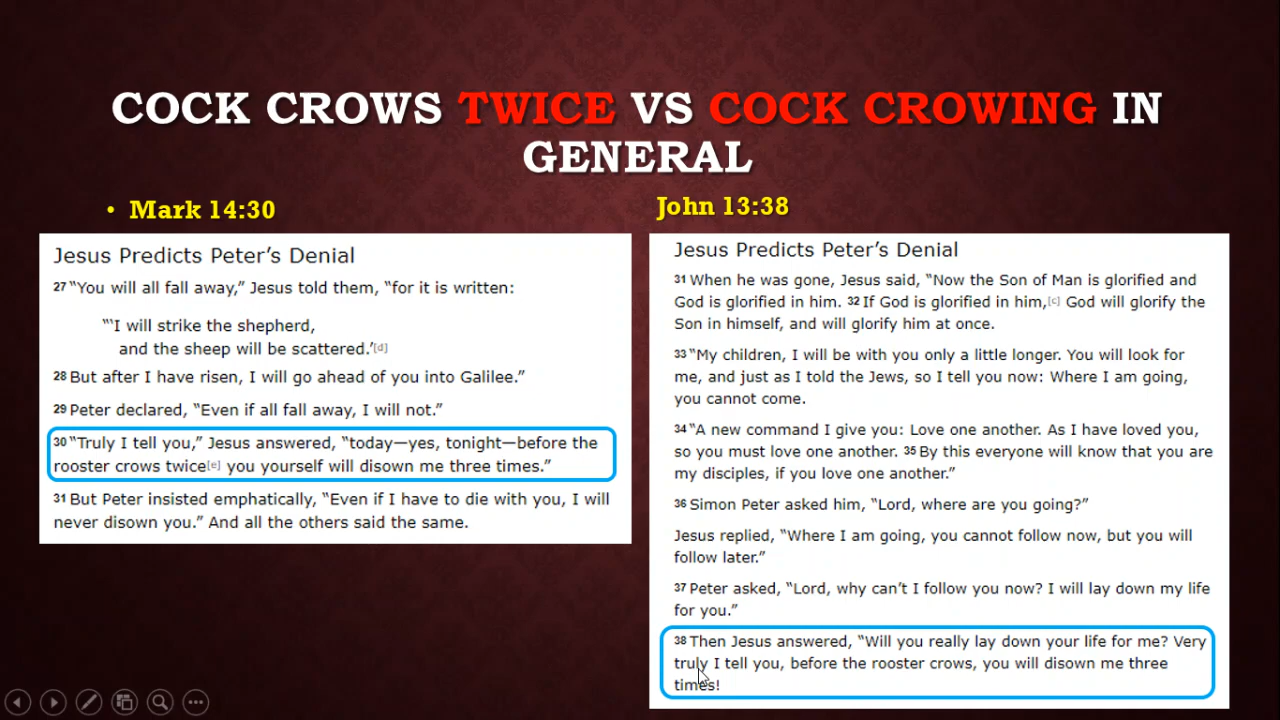 COCK CROWS TWICE VS COCK CROWING IN
GENERAL
• Mark 14:30
Jesus Predicts Peter’s Denial
27 “You will all fall away,” Jesus told them, “for it is written:
“‘I will strike the shepherd,
and the sheep will be scattered.’[d]
28 But after I have risen, I will go ahead of you into Galilee.”
29 Peter declared, “Even if all fall away, I will not.”
30 “Truly I tell you,” Jesus answered, “today—yes, tonight—before the
rooster crows twice[e] you yourself will disown me three times.”
31 But Peter insisted emphatically, “Even if I have to die with you, I will
never disown you.” And all the others said the same.
John 13:38
Jesus Predicts Peter’s Denial
31 When he was gone, Jesus said, “Now the Son of Man is glorified and
God is glorified in him. 32 If God is glorified in him,[c] God will glorify the
Son in himself, and will glorify him at once.
33 “My children, I will be with you only a little longer. You will look for
me, and just as I told the Jews, so I tell you now: Where I am going,
you cannot come.
34 “A new command I give you: Love one another. As I have loved you,
so you must love one another. 35 By this everyone will know that you are
my disciples, if you love one another.”
36 Simon Peter asked him, “Lord, where are you going?”
Jesus replied, “Where I am going, you cannot follow now, but you will
follow later.”
37 Peter asked, “Lord, why can’t I follow you now? I will lay down my life
for you.”
38 Then Jesus answered, “Will you really lay down your life for me? Very
truly I tell you, before the rooster crows, you will disown me three
times!